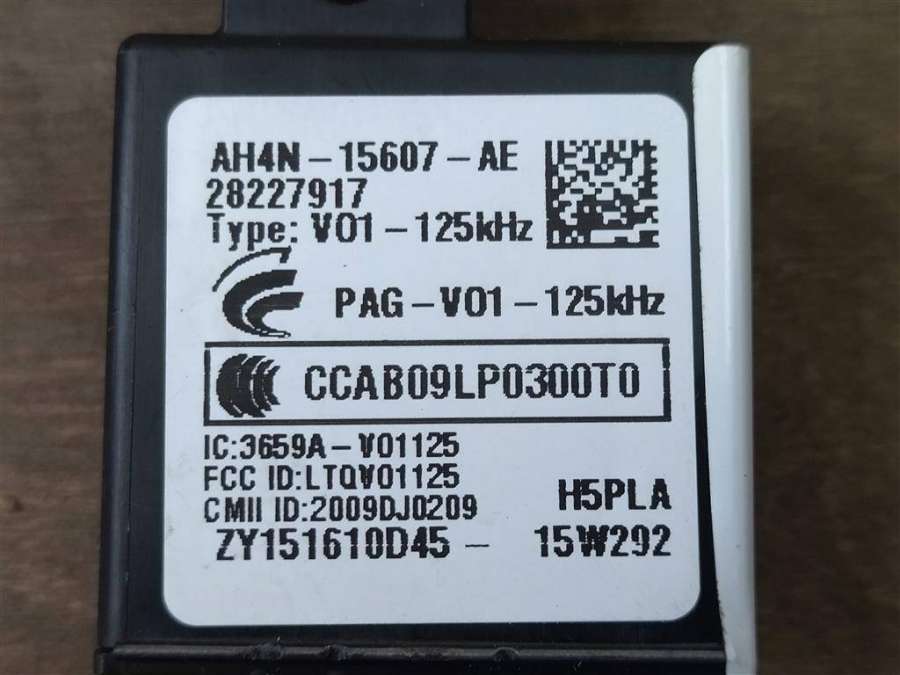 AH4N-15607-AE
28227917
Type: V01-125kHz
PAG-V01-125kHz
CCAB09LP0300T0
IC:3659A-V01125
FCC ID:LTQV01125
CMII ID:2009DJ0209
H5PLA
ZY151610D45- 15W292